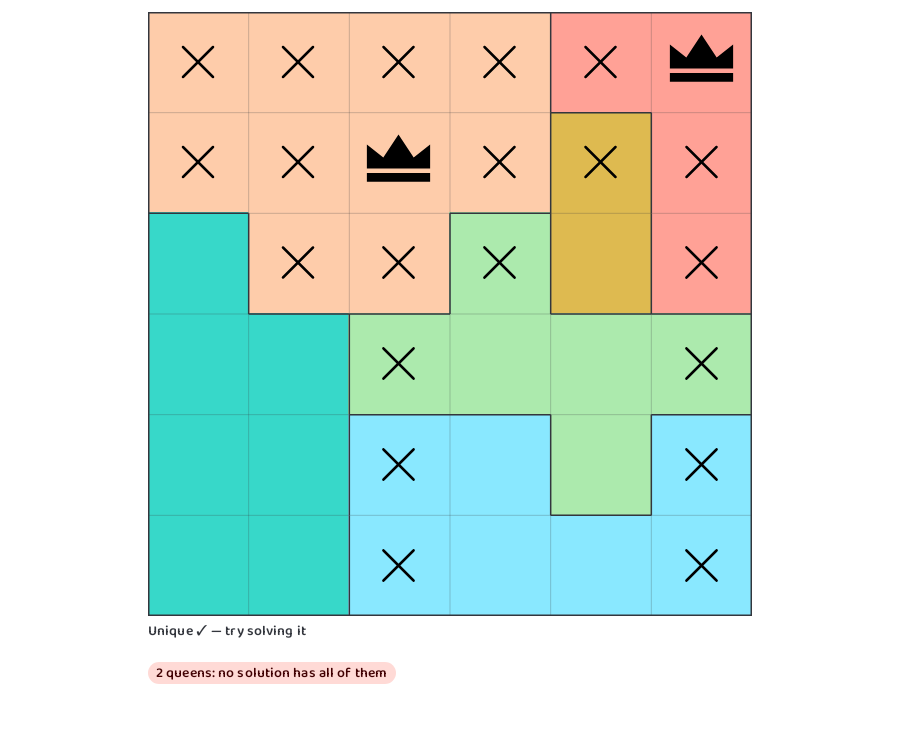 Unique ✓ — try solving it
2 queens: no solution has all of them